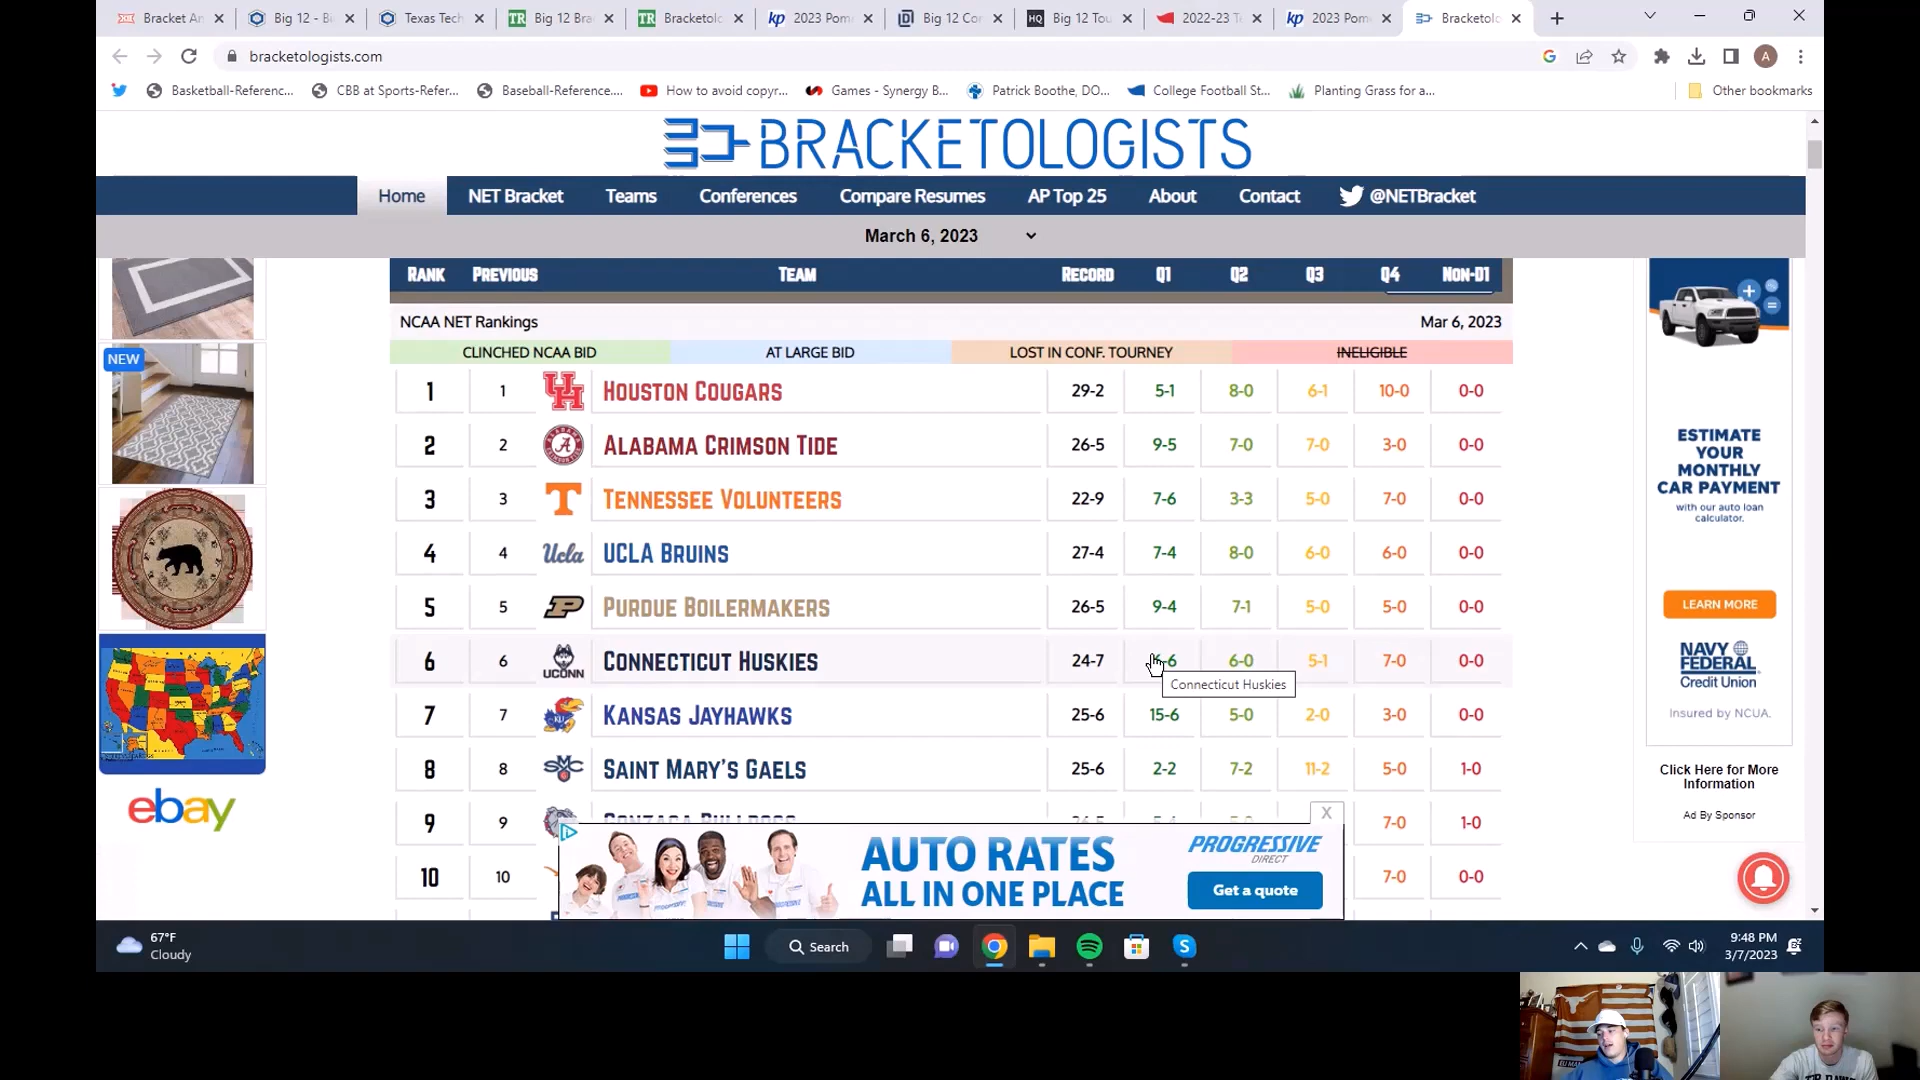 Bracket An
Big 12 - B
Texas Tech
Big 12 Bra
Bracketolo
2023 Pom
Big 12 Con
Big 12 Tou
2022-23 T
2023 Pom
Bracketolo
bracketologists.com
Basketball-Referenc...
CBB at Sports-Refer...
Baseball-Reference....
How to avoid copyr...
Games - Synergy B...
Patrick Boothe, DO...
College Football St...
Planting Grass for a...
Other bookmarks
BRACKETOLOGISTS
Home NET Bracket Teams Conferences Compare Resumes AP Top 25 About Contact @NETBracket
March 6, 2023
RANK PREVIOUS TEAM RECORD Q1 Q2 Q3 Q4 NON-D1
NCAA NET Rankings Mar 6, 2023
CLINCHED NCAA BID AT LARGE BID LOST IN CONF. TOURNEY INELIGIBLE
1 1 HOUSTON COUGARS 29-2 5-1 8-0 6-1 10-0 0-0
2 2 ALABAMA CRIMSON TIDE 26-5 9-5 7-0 7-0 3-0 0-0
3 3 TENNESSEE VOLUNTEERS 22-9 7-6 3-3 5-0 7-0 0-0
4 4 Ucla UCLA BRUINS 27-4 7-4 8-0 6-0 6-0 0-0
5 5 PURDUE BOILERMAKERS 26-5 9-4 7-1 5-0 5-0 0-0
6 6 UCONN CONNECTICUT HUSKIES 24-7 -6 6-0 5-1 7-0 0-0
Connecticut Huskies
7 7 KANSAS JAYHAWKS 25-6 15-6 5-0 2-0 3-0 0-0
8 8 SMC SAINT MARY'S GAELS 25-6 2-2 7-2 11-2 5-0 1-0
9 9 GONZAGA BULLDOGS 7-0 1-0
10 10 7-0 0-0
NEW
ebay
ESTIMATE
YOUR
MONTHLY
CAR PAYMENT
with our auto loan
calculator.
LEARN MORE
NAVY
FEDERAL
Credit Union
Insured by NCUA.
Click Here for More
Information
Ad By Sponsor
X
AUTO RATES
ALL IN ONE PLACE
PROGRESSIVE
DIRECT
Get a quote
67°F
Cloudy
Search
9:48 PM
3/7/2023